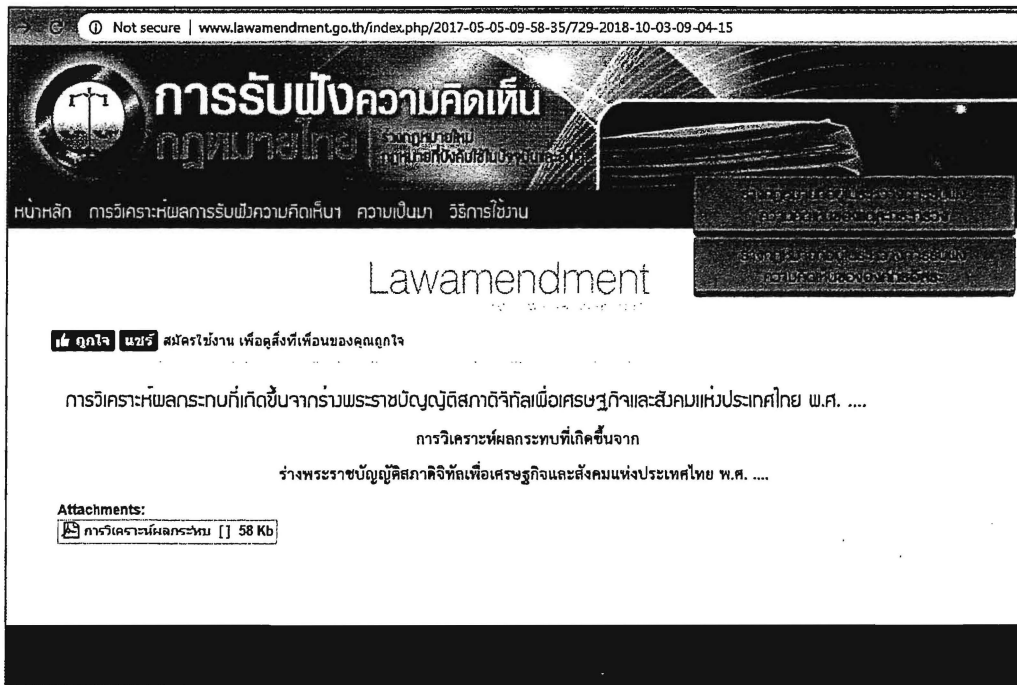 Not secure | www.lawamendment.go.th/index.php/2017-05-05-09-58-35/729-2018-10-03-09-04-15
การรับฟังความคิดเห็น
กฎหมายไทย
ร่างกฎหมายใหม่
หน้าหลัก การวิเคราะห์ผลการรับฟังความคิดเห็นฯ ความเป็นมา วิธีการใช้งาน
Lawamendment
ถูกใจ แชร์ สมัครใช้งาน เพื่อดูสิ่งที่เพื่อนของคุณถูกใจ
การวิเคราะห์ผลกระทบที่เกิดขึ้นจากร่างพระราชบัญญัติสภาดิจิทัลเพื่อเศรษฐกิจและสังคมแห่งประเทศไทย พ.ศ. ....
การวิเคราะห์ผลกระทบที่เกิดขึ้นจาก
ร่างพระราชบัญญัติสภาดิจิทัลเพื่อเศรษฐกิจและสังคมแห่งประเทศไทย พ.ศ. ....
Attachments:
การวิเคราะห์ผลกระทบ [] 58 Kb